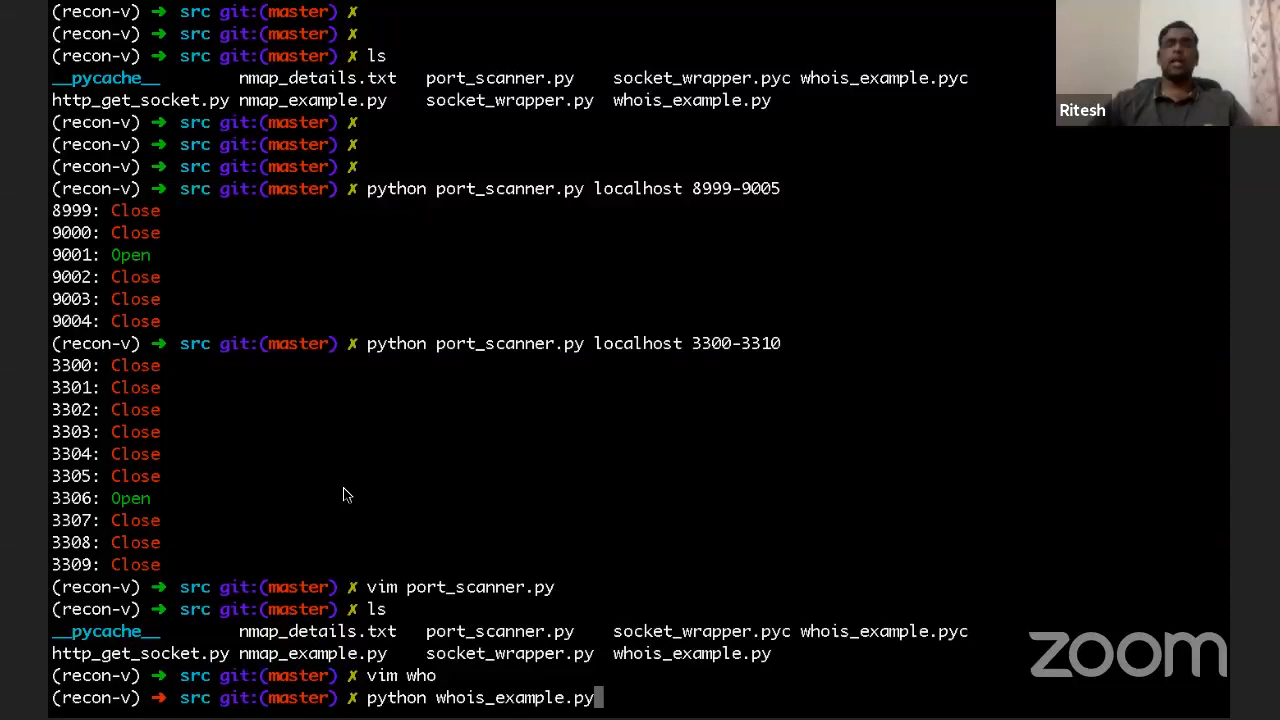 (recon-v) ➜ src git:(master) ✗
(recon-v) ➜ src git:(master) ✗
(recon-v) ➜ src git:(master) ✗ ls
__pycache__ nmap_details.txt port_scanner.py socket_wrapper.pyc whois_example.pyc
http_get_socket.py nmap_example.py socket_wrapper.py whois_example.py
(recon-v) ➜ src git:(master) ✗
(recon-v) ➜ src git:(master) ✗
(recon-v) ➜ src git:(master) ✗
(recon-v) ➜ src git:(master) ✗ python port_scanner.py localhost 8999-9005
8999: Close
9000: Close
9001: Open
9002: Close
9003: Close
9004: Close
(recon-v) ➜ src git:(master) ✗ python port_scanner.py localhost 3300-3310
3300: Close
3301: Close
3302: Close
3303: Close
3304: Close
3305: Close
3306: Open
3307: Close
3308: Close
3309: Close
(recon-v) ➜ src git:(master) ✗ vim port_scanner.py
(recon-v) ➜ src git:(master) ✗ ls
__pycache__ nmap_details.txt port_scanner.py socket_wrapper.pyc whois_example.pyc
http_get_socket.py nmap_example.py socket_wrapper.py whois_example.py
(recon-v) ➜ src git:(master) ✗ vim who
(recon-v) ➜ src git:(master) ✗ python whois_example.py
Ritesh
zoom